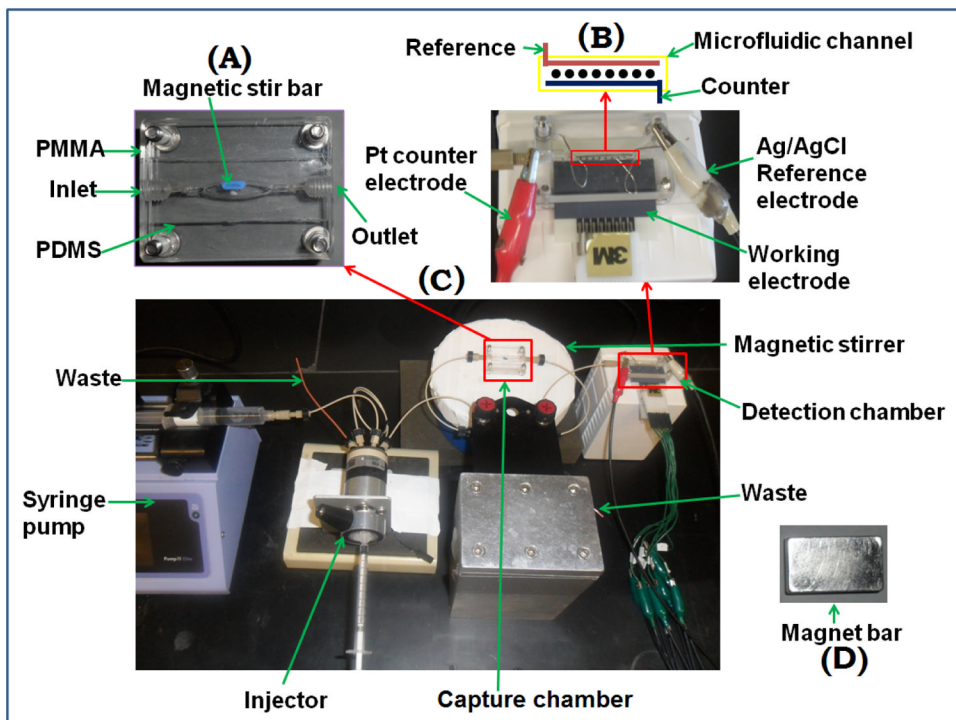 (A)
Magnetic stir bar
PMMA
Inlet
PDMS
Outlet
(B)
Reference
Microfluidic channel
Counter
Pt counter
electrode
Ag/AgCl
Reference
electrode
3M
Working
electrode
(C)
Waste
Magnetic stirrer
Detection chamber
Syringe
pump
Waste
Injector
Capture chamber
Magnet bar
(D)